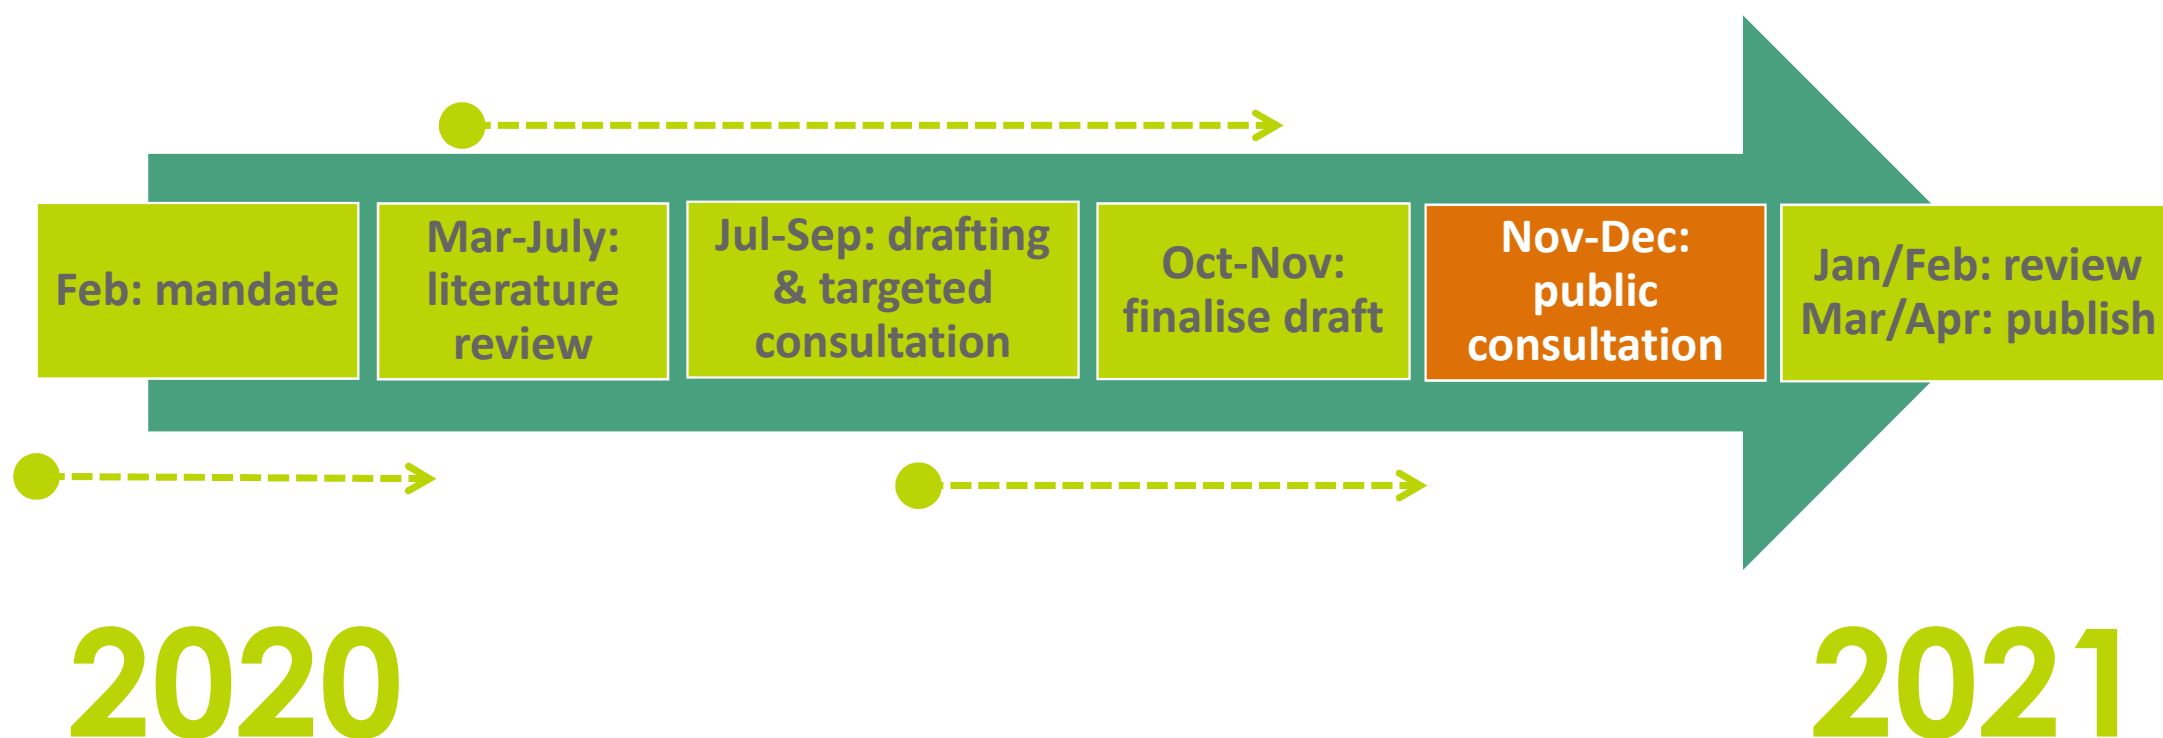 Feb: mandate
Mar-July:
literature
review
Jul-Sep: drafting
& targeted
consultation
Oct-Nov:
finalise draft
Nov-Dec:
public
consultation
Jan/Feb: review
Mar/Apr: publish
2020
2021